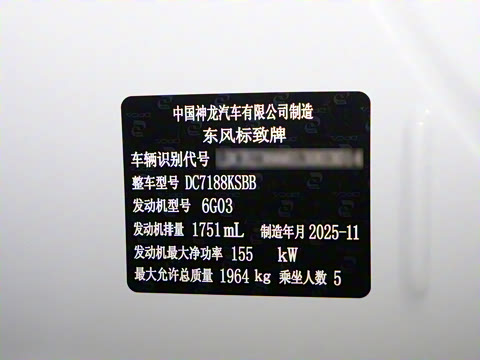 中国神龙汽车有限公司制造
东风标致牌
车辆识别代号
整车型号 DC7188KSBB
发动机型号 6G03
发动机排量 1751mL 制造年月 2025-11
发动机最大净功率 155 kW
最大允许总质量 1964 kg 乘坐人数 5